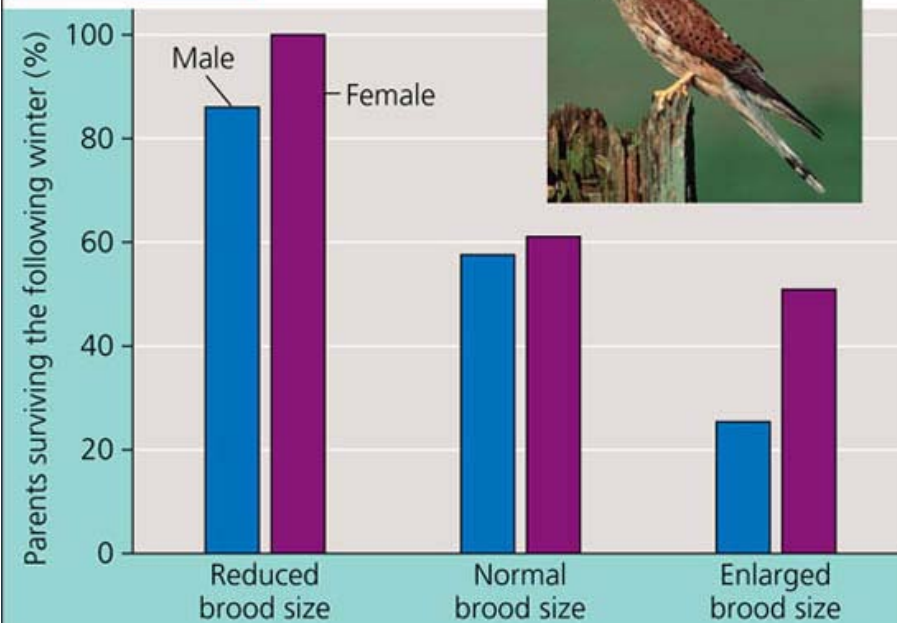 Parents surviving the following winter (%)
100
80
60
40
20
0
Male
Female
Reduced
brood size
Normal
brood size
Enlarged
brood size